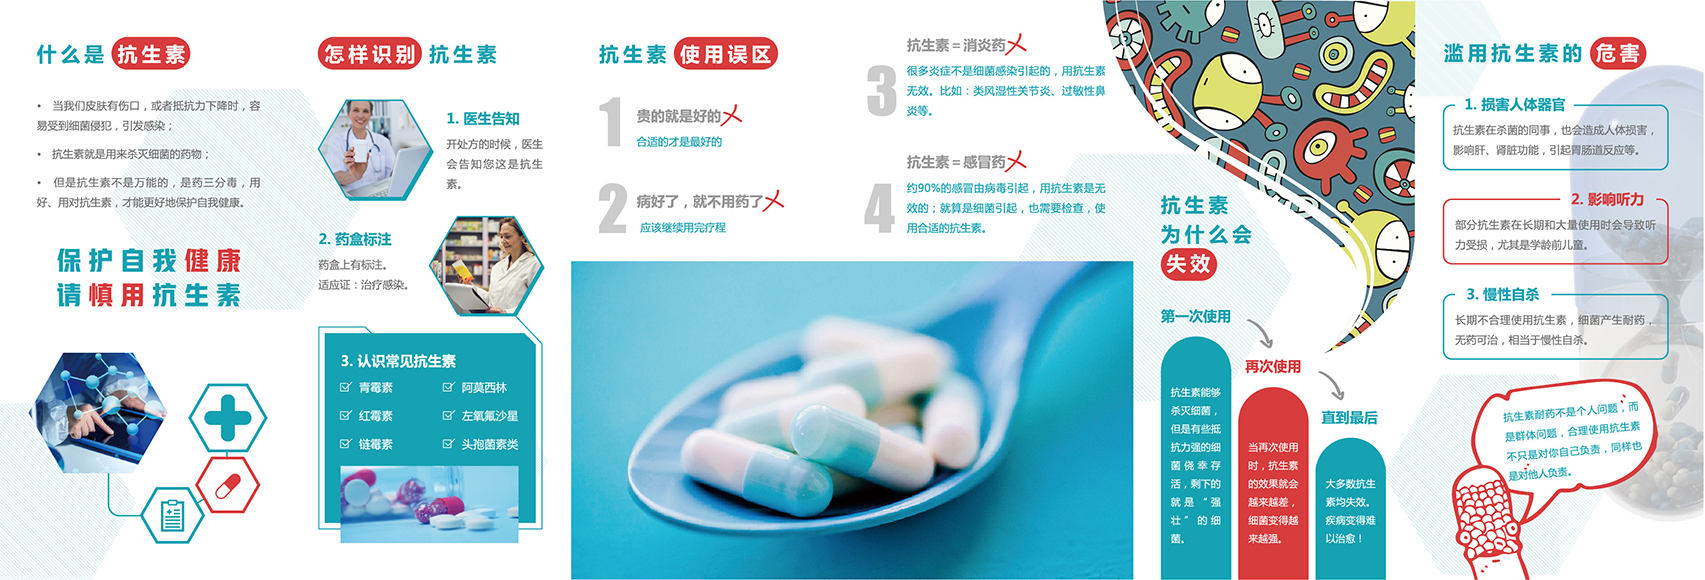 什么是 抗生素
• 当我们皮肤有伤口，或者抵抗力下降时，容
易受到细菌侵犯，引发感染；
• 抗生素就是用来杀灭细菌的药物；
• 但是抗生素不是万能的，是药三分毒，用
好、用对抗生素，才能更好地保护自我健康。
保护自我健康
请慎用抗生素
怎样识别 抗生素
1. 医生告知
开处方的时候，医生
会告知您这是抗生
素。
2. 药盒标注
药盒上有标注。
适应证：治疗感染。
3. 认识常见抗生素
青霉素
阿莫西林
红霉素
左氧氟沙星
链霉素
头孢菌素类
抗生素 使用误区
1
贵的就是好的
合适的才是最好的
2
病好了，就不用药了
应该继续用完疗程
3
抗生素＝消炎药
很多炎症不是细菌感染引起的，用抗生素
无效。比如：类风湿性关节炎、过敏性鼻
炎等。
4
抗生素＝感冒药
约90%的感冒由病毒引起，用抗生素是无
效的；就算是细菌引起，也需要检查，使
用合适的抗生素。
抗生素
为什么会
失效
第一次使用
抗生素能够
杀灭细菌，
但是有些抵
抗力强的细
菌侥幸存
活，剩下的
就是“强
壮”的细
菌。
再次使用
当再次使用
时，抗生素
的效果就会
越来越差，
细菌变得越
来越强。
直到最后
大多数抗生
素均失效。
疾病变得难
以治愈！
滥用抗生素的 危害
1. 损害人体器官
抗生素在杀菌的同事，也会造成人体损害，
影响肝、肾脏功能，引起胃肠道反应等。
2. 影响听力
部分抗生素在长期和大量使用时会导致听
力受损，尤其是学龄前儿童。
3. 慢性自杀
长期不合理使用抗生素，细菌产生耐药，
无药可治，相当于慢性自杀。
抗生素耐药不是个人问题，而
是群体问题，合理使用抗生素
不只是对你自己负责，同样也
是对他人负责。